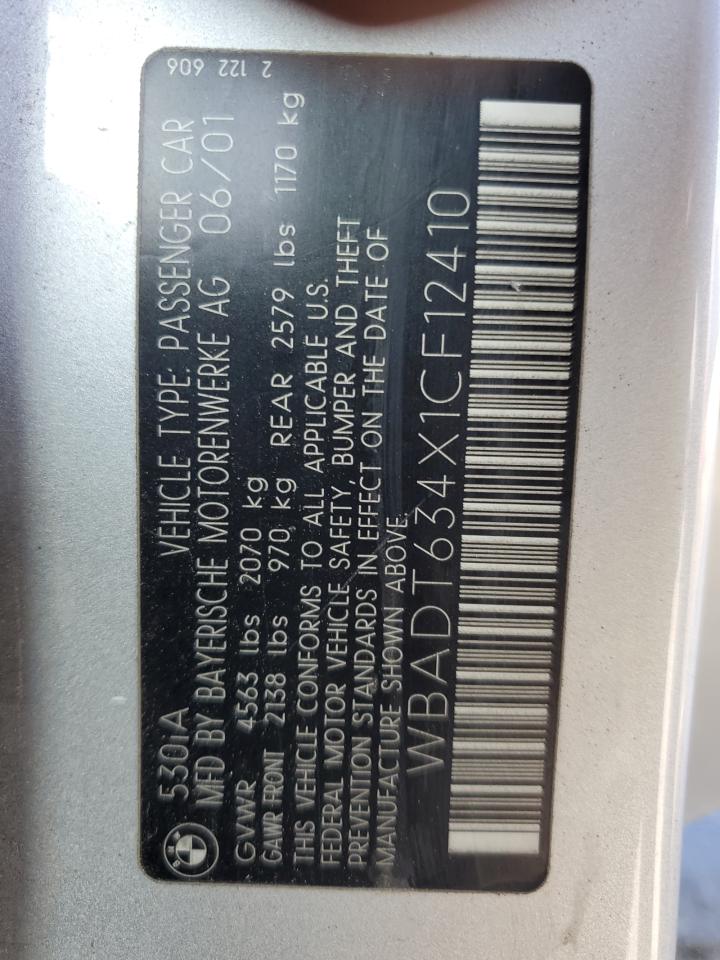 2 122 606
BMW
530iA VEHICLE TYPE: PASSENGER CAR
MFD BY BAYERISCHE MOTORENWERKE AG 06/01
GVWR 4563 lbs 2070 kg
GAWR FRONT 2138 lbs 970 kg REAR 2579 lbs 1170 kg
THIS VEHICLE CONFORMS TO ALL APPLICABLE U.S.
FEDERAL MOTOR VEHICLE SAFETY, BUMPER AND THEFT
PREVENTION STANDARDS IN EFFECT ON THE DATE OF
MANUFACTURE SHOWN ABOVE.
WBADT634X1CF12410